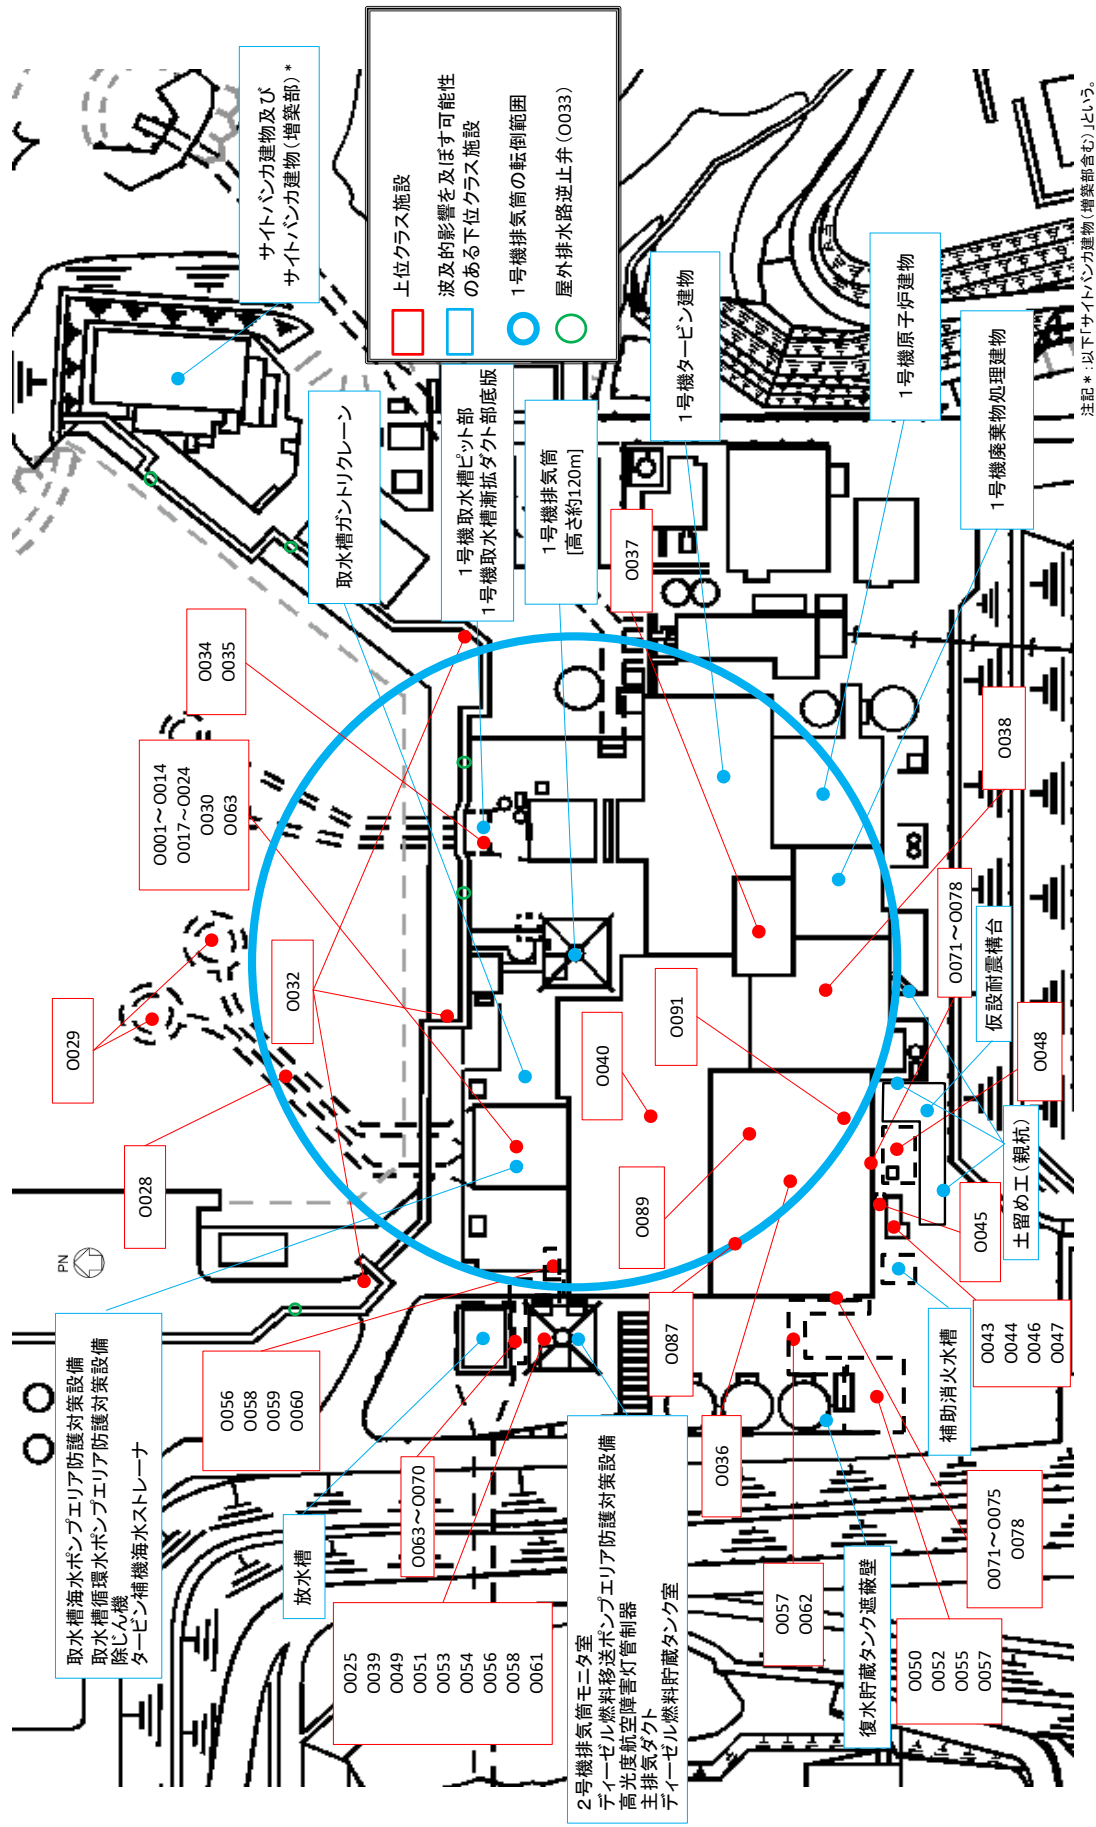 サイトバンカ建物及び
サイトバンカ建物(増築部)*
上位クラス施設
波及的影響を及ぼす可能性
のある下位クラス施設
1号機排気筒の転倒範囲
屋外排水路逆止弁(O033)
取水槽ガントリクレーン
1号機取水槽ピット部
1号機取水槽漸拡ダクト部底版
1号機排気筒
[高さ約120m]
O037
1号機タービン建物
1号機原子炉建物
1号機廃棄物処理建物
O034
O035
O001~O014
O017~O024
O030
O063
O029
O032
O028
O038
O071~O078
仮設耐震構台
O048
O091
O040
O089
O045
土留め工(親杭)
PN
取水槽海水ポンプエリア防護対策設備
取水槽循環水ポンプエリア防護対策設備
除じん機
タービン補機海水ストレーナ
O056
O058
O059
O060
O087
O036
O043
O044
O046
O047
補助消火水槽
放水槽
O063~O070
O025
O039
O049
O051
O053
O054
O056
O058
O061
2号機排気筒モニタ室
ディーゼル燃料移送ポンプエリア防護対策設備
高光度航空障害灯管制器
主排気ダクト
ディーゼル燃料貯蔵タンク室
O057
O062
復水貯蔵タンク遮蔽壁
O050
O052
O055
O057
O071~O075
O078
注記*:以下「サイトバンカ建物(増築部含む)」という。